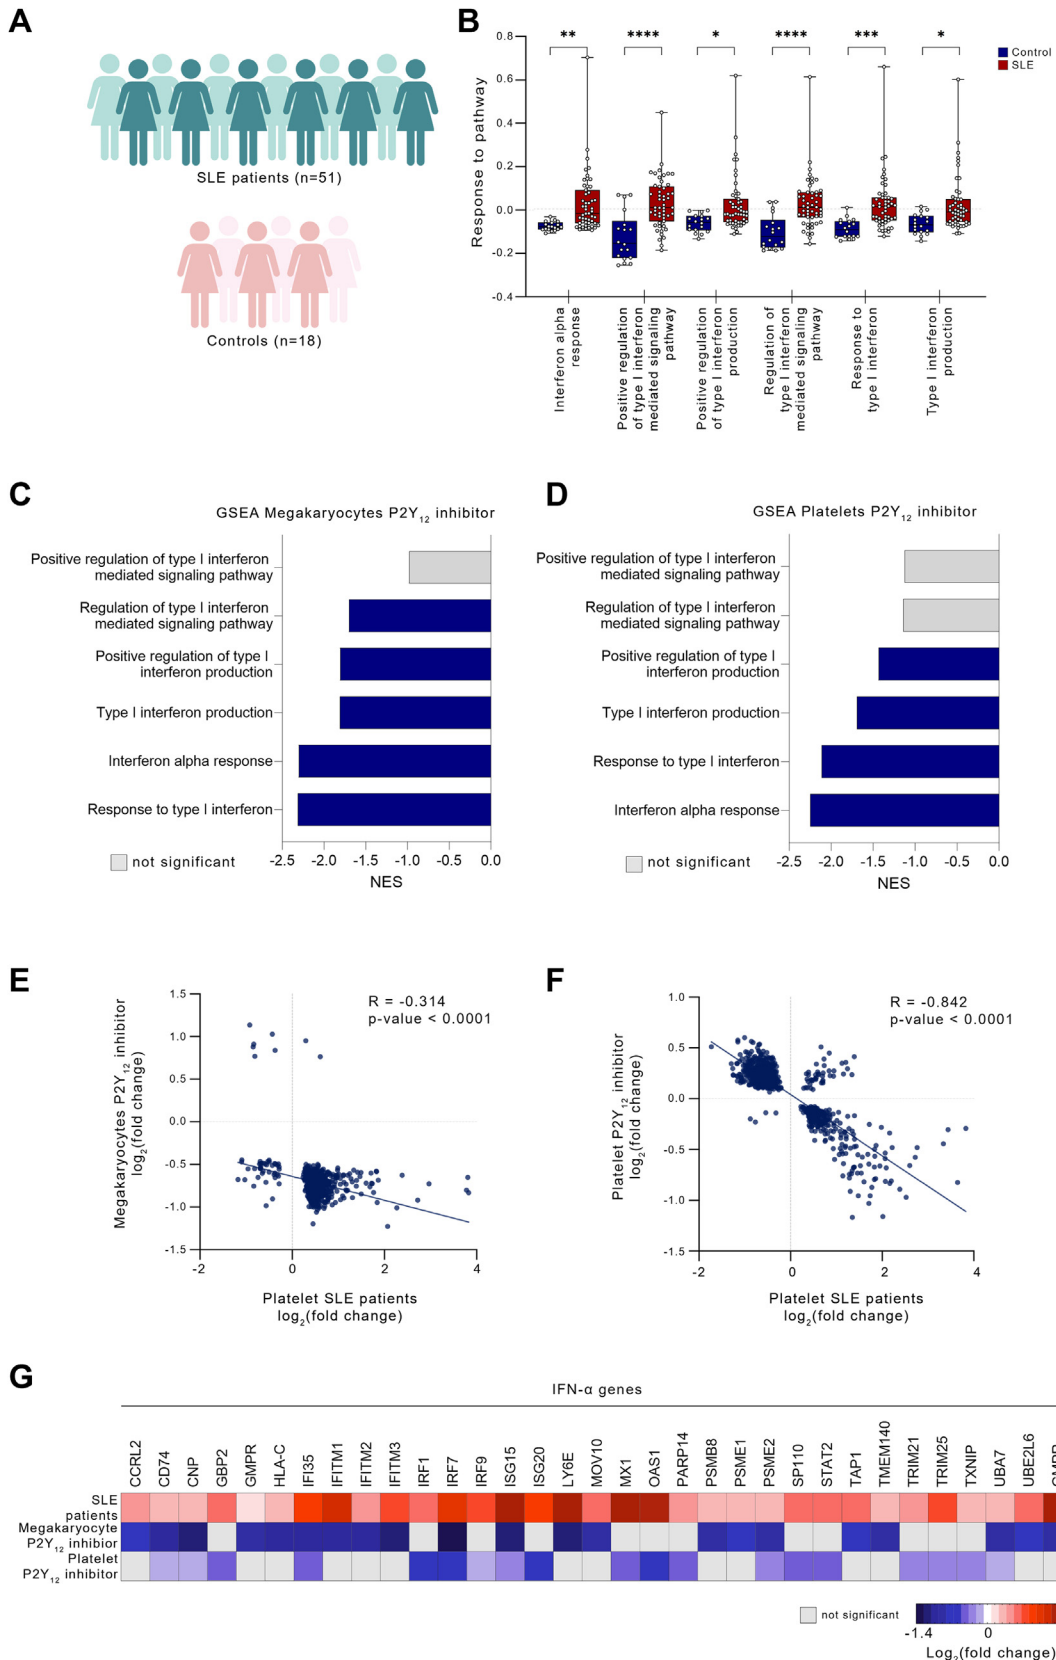 A
SLE patients (n=51)
Controls (n=18)
B
Response to pathway
0.8
0.6
0.4
0.2
0.0
-0.2
-0.4
**
****
*
****
***
*
Control
SLE
Interferon alpha
response
Positive regulation
of type I interferon
mediated signaling
pathway
Positive regulation
of type I interferon
production
Regulation of
type I interferon
mediated signaling
pathway
Response to
type I interferon
Type I interferon
production
C
GSEA Megakaryocytes P2Y12 inhibitor
Positive regulation of type I interferon
mediated signaling pathway
Regulation of type I interferon
mediated signaling pathway
Positive regulation of type I
interferon production
Type I interferon production
Interferon alpha response
Response to type I interferon
-2.5 -2.0 -1.5 -1.0 -0.5 0.0
not significant
NES
D
GSEA Platelets P2Y12 inhibitor
Positive regulation of type I interferon
mediated signaling pathway
Regulation of type I interferon
mediated signaling pathway
Positive regulation of type I
interferon production
Type I interferon production
Response to type I interferon
Interferon alpha response
-2.5 -2.0 -1.5 -1.0 -0.5 0.0
not significant
NES
E
Megakaryocytes P2Y12 inhibitor
log2(fold change)
1.5
1.0
0.5
0.0
-0.5
-1.0
-1.5
R = -0.314
p-value < 0.0001
-2 0 2 4
Platelet SLE patients
log2(fold change)
F
Platelet P2Y12 inhibitor
log2(fold change)
1.0
0.5
0.0
-0.5
-1.0
-1.5
R = -0.842
p-value < 0.0001
-2 0 2 4
Platelet SLE patients
log2(fold change)
G
IFN-α genes
CCRL2
CD74
CNP
GBP2
GMPR
HLA-C
IFI35
IFITM1
IFITM2
IFITM3
IRF1
IRF7
IRF9
ISG15
ISG20
LY6E
MOV10
MX1
OAS1
PARP14
PSMB8
PSME1
PSME2
SP110
STAT2
TAP1
TMEM140
TRIM21
TRIM25
TXNIP
UBA7
UBE2L6
SLE
patients
Megakaryocyte
P2Y12 inhibior
Platelet
P2Y12 inhibitor
not significant
-1.4 0
Log2(fold change)